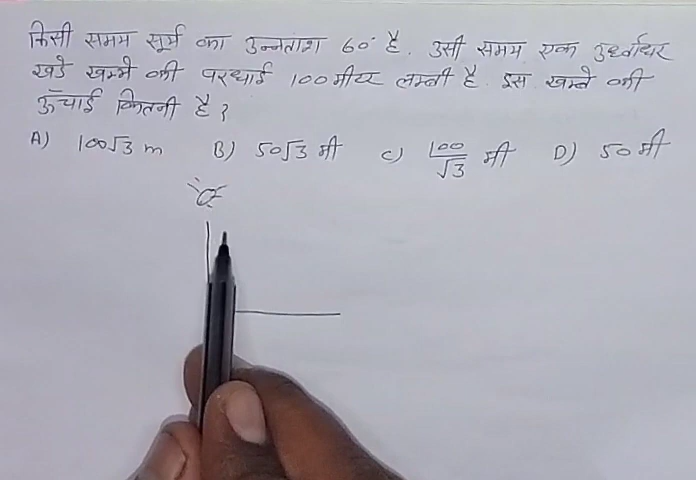 किसी समय सूर्य का उन्नतांश 60° है. उसी समय एक उर्ध्वाधर
खडे खम्भे की परछाई 100 मीटर लम्बी है. इस खम्बे की
ऊँचाई कितनी है?
A) 100√3 m B) 50√3 मी C) 100/√3 मी D) 50 मी